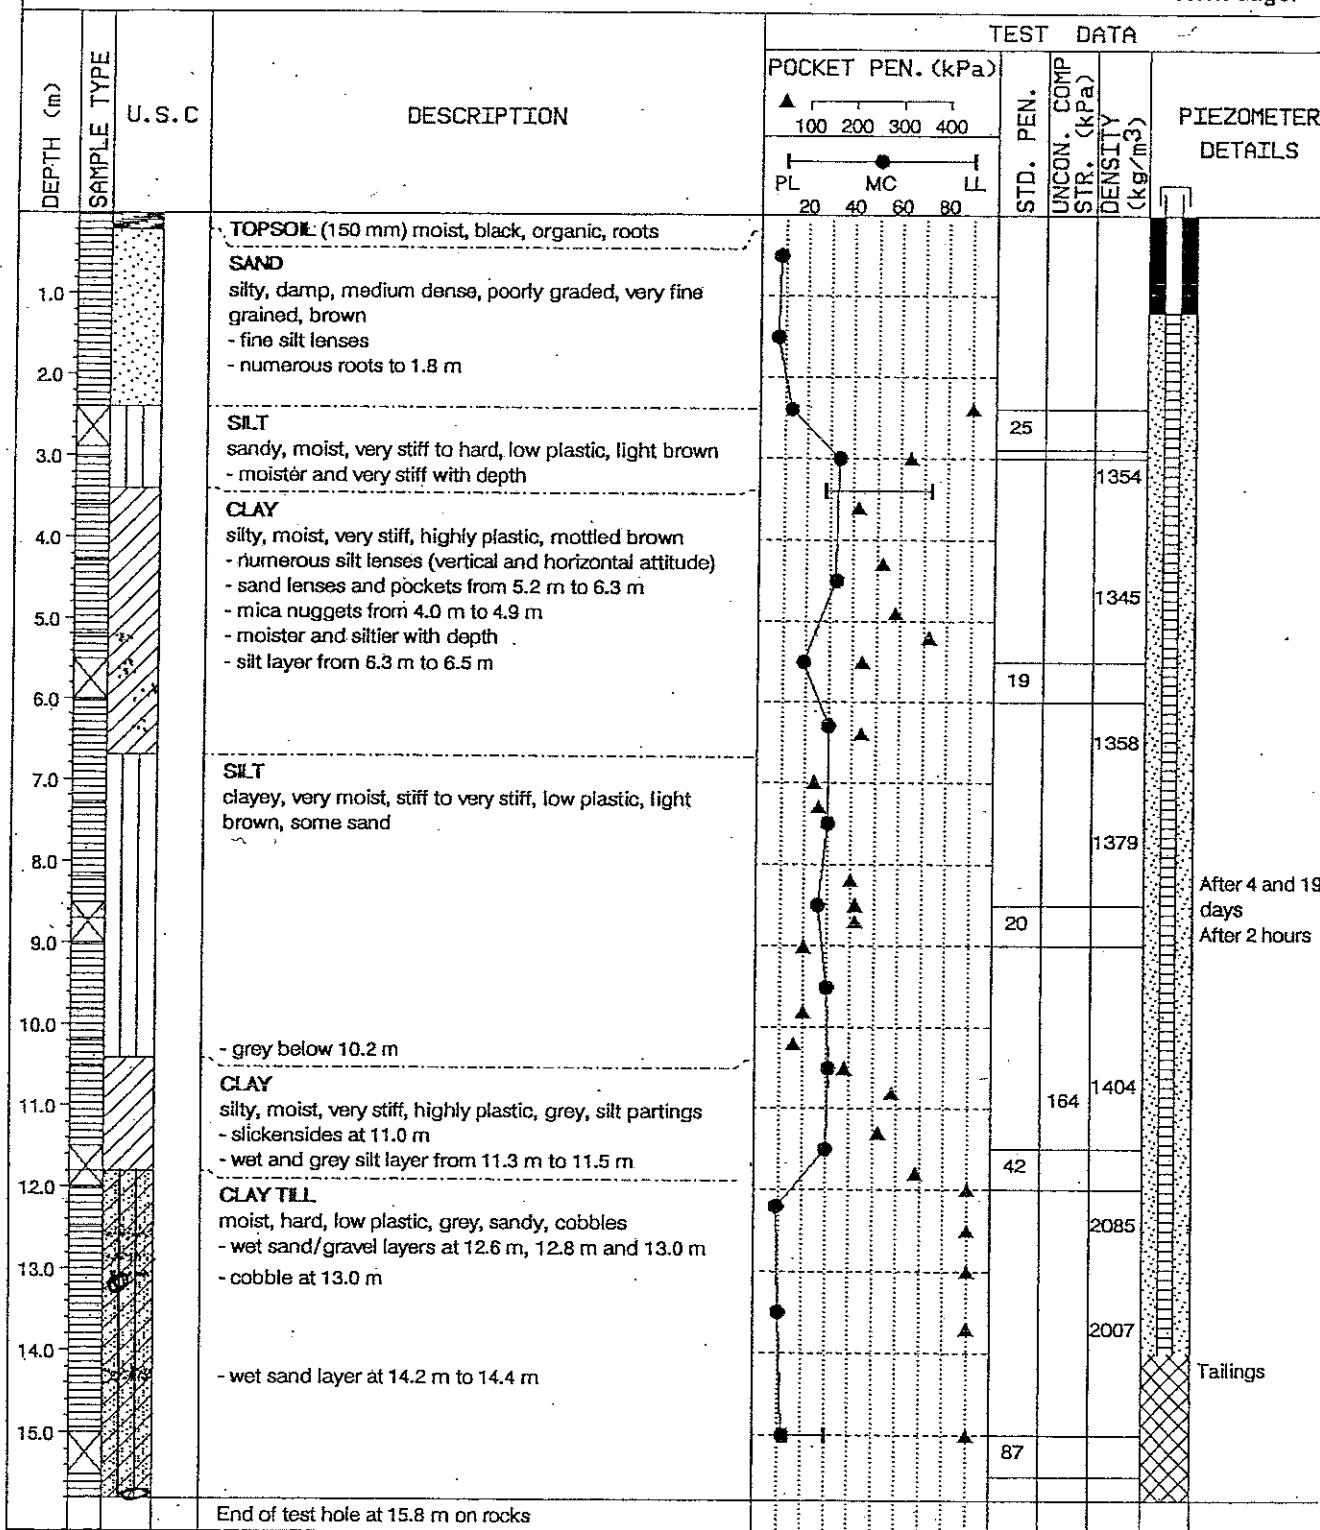 TEST DATA
DEPTH (m)
SAMPLE TYPE
U.S.C
DESCRIPTION
POCKET PEN. (kPa)
100 200 300 400
PL MC LL
20 40 60 80
STD. PEN.
UNCON. COMP
STR. (kPa)
DENSITY
(kg/m3)
PIEZOMETER
DETAILS
TOPSOIL (150 mm) moist, black, organic, roots
SAND
1.0
silty, damp, medium dense, poorly graded, very fine
grained, brown
- fine silt lenses
- numerous roots to 1.8 m
2.0
SILT
25
sandy, moist, very stiff to hard, low plastic, light brown
3.0
- moister and very stiff with depth
1354
CLAY
silty, moist, very stiff, highly plastic, mottled brown
4.0
- numerous silt lenses (vertical and horizontal attitude)
- sand lenses and pockets from 5.2 m to 6.3 m
1345
- mica nuggets from 4.0 m to 4.9 m
5.0
- moister and siltier with depth
- silt layer from 6.3 m to 6.5 m
19
6.0
1358
SILT
7.0
clayey, very moist, stiff to very stiff, low plastic, light
brown, some sand
1379
8.0
After 4 and 19
days
20
After 2 hours
9.0
10.0
- grey below 10.2 m
CLAY
1404
164
11.0
silty, moist, very stiff, highly plastic, grey, silt partings
- slickensides at 11.0 m
- wet and grey silt layer from 11.3 m to 11.5 m
42
12.0
CLAY TILL
moist, hard, low plastic, grey, sandy, cobbles
2085
- wet sand/gravel layers at 12.6 m, 12.8 m and 13.0 m
13.0
- cobble at 13.0 m
2007
14.0
- wet sand layer at 14.2 m to 14.4 m
Tailings
15.0
87
End of test hole at 15.8 m on rocks